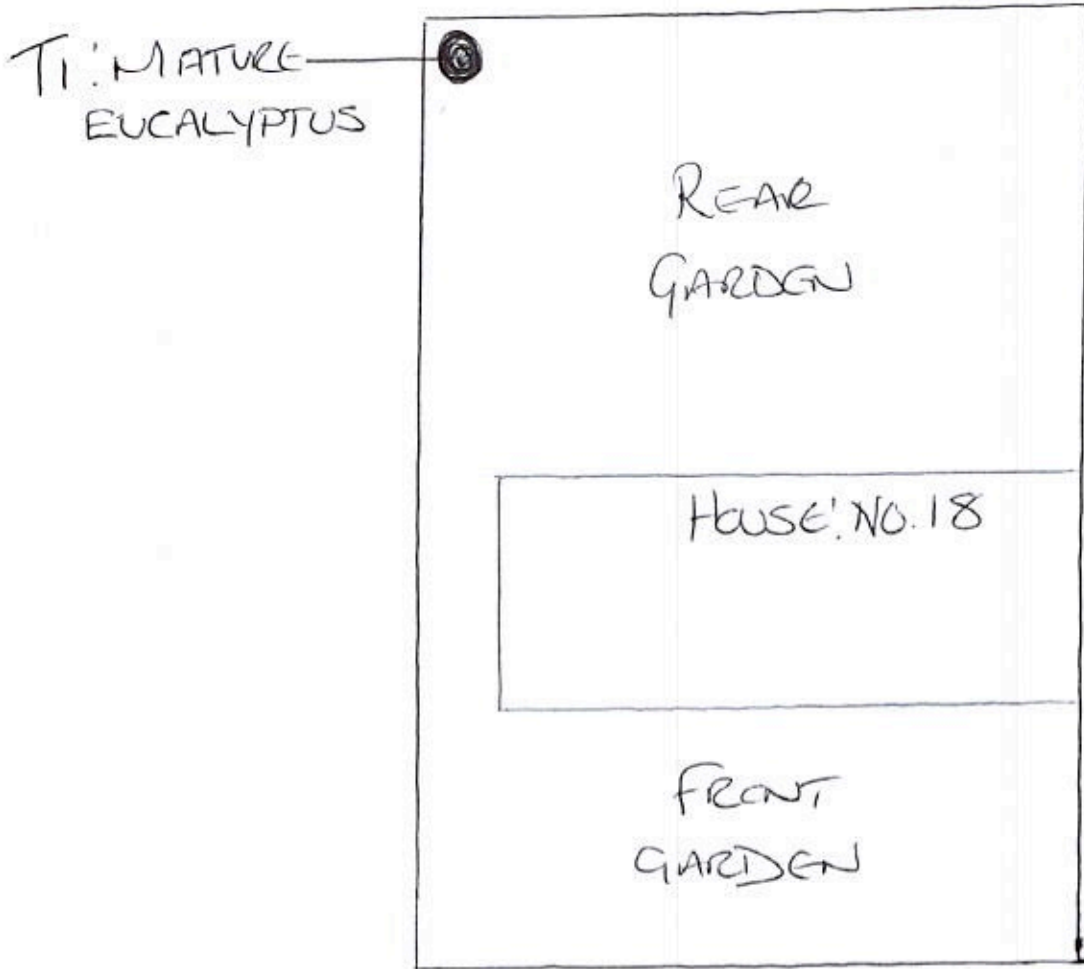 T1: MATURE
EUCALYPTUS
REAR
GARDEN
HOUSE: NO. 18
FRONT
GARDEN